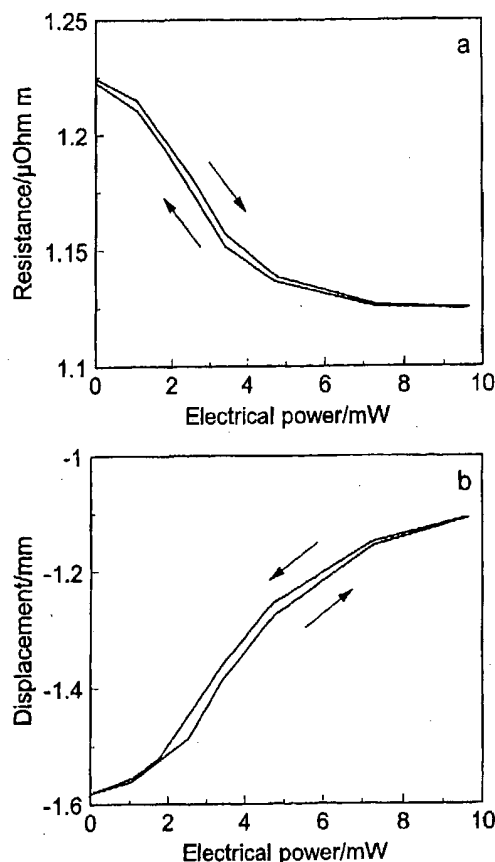 a
Resistance/µOhm m
1.25
1.2
1.15
1.1
0 2 4 6 8 10
Electrical power/mW
b
Displacement/mm
-1
-1.2
-1.4
-1.6
0 2 4 6 8 10
Electrical power/mW